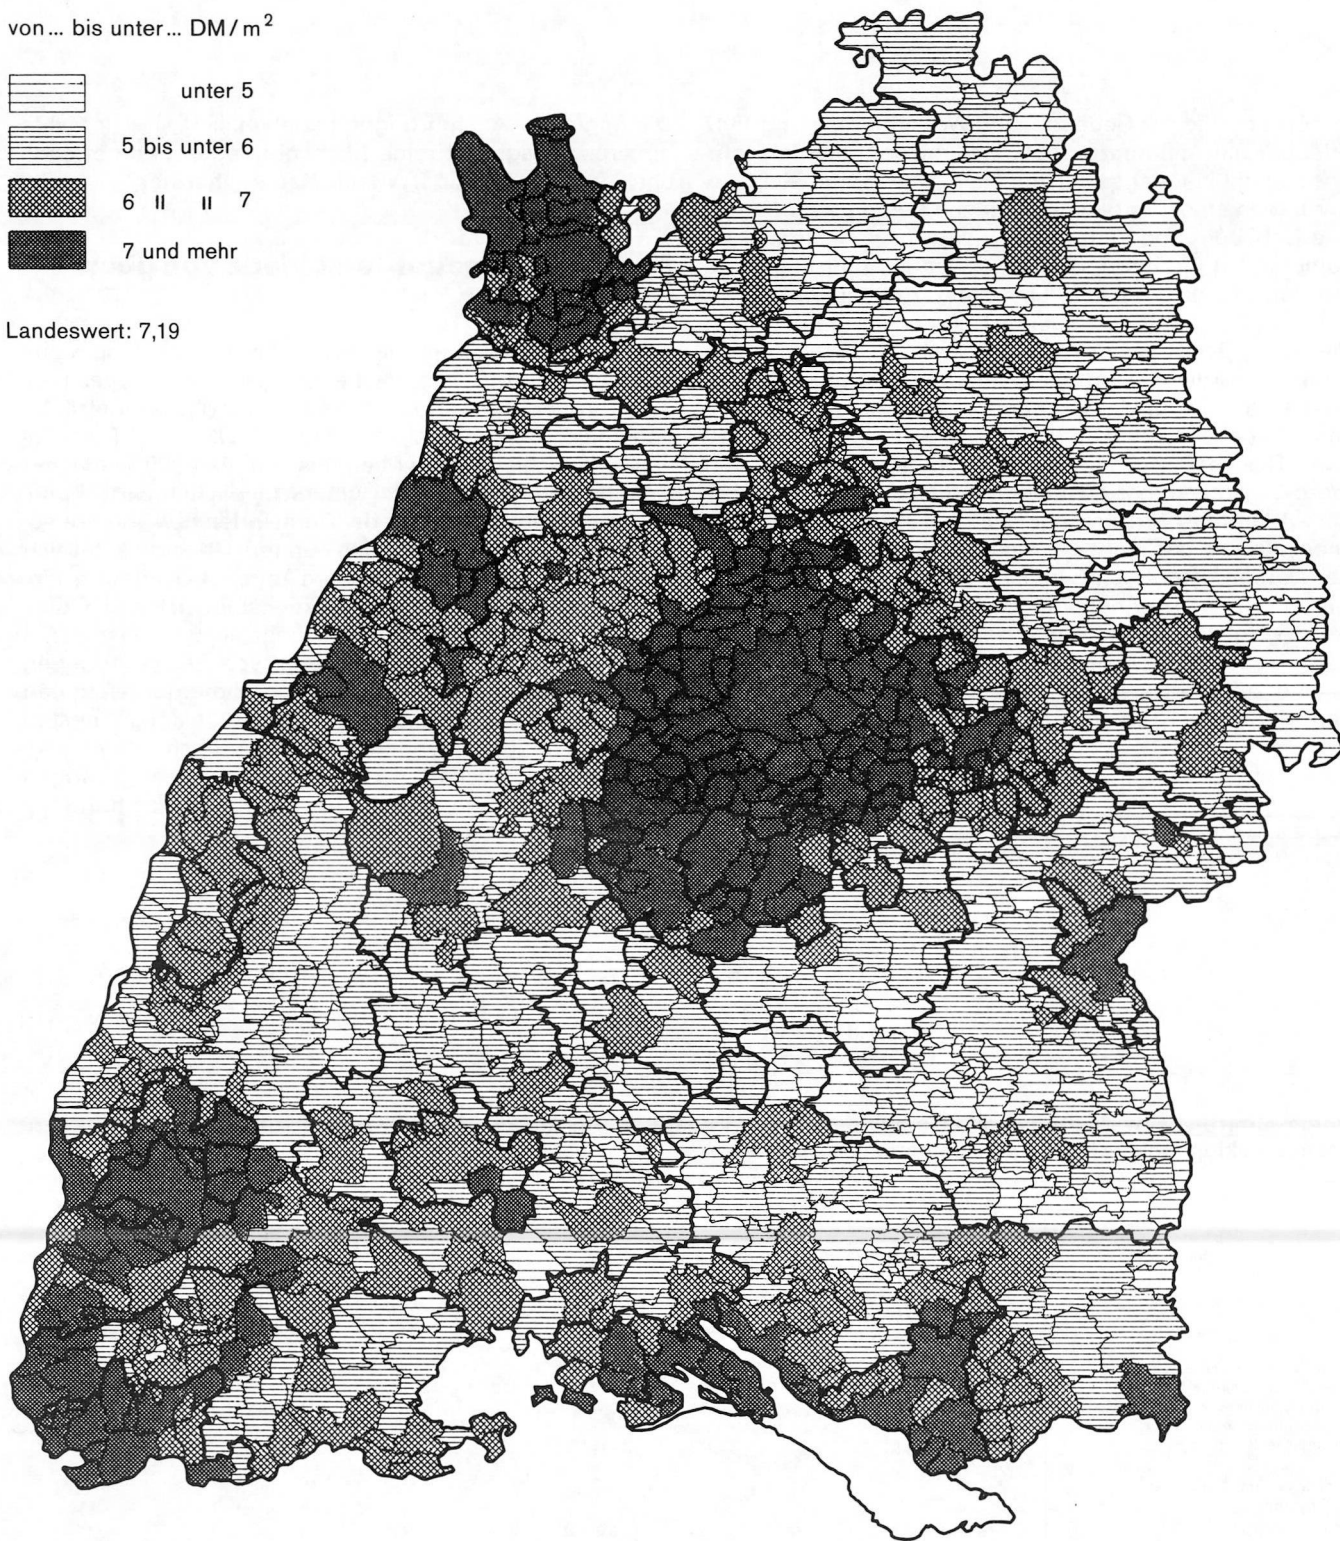 von ... bis unter ... DM/m²
unter 5
5 bis unter 6
6 " " 7
7 und mehr
Landeswert: 7,19